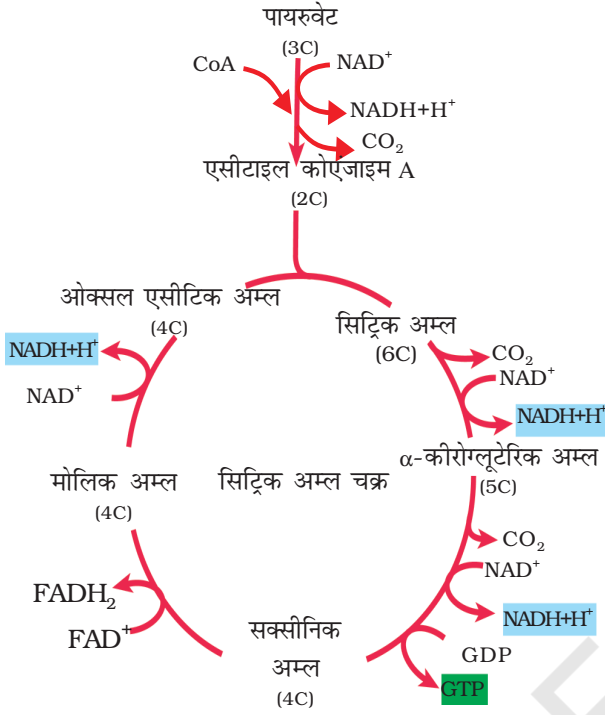 पायरुवेट
(3C)
CoA
NAD⁺
NADH+H⁺
CO₂
एसीटाइल कोएंजाइम A
(2C)
ओक्सल एसीटिक अम्ल
(4C)
सिट्रिक अम्ल
(6C)
NADH+H⁺
NAD⁺
CO₂
NAD⁺
NADH+H⁺
मोलिक अम्ल
(4C)
सिट्रिक अम्ल चक्र
α-कीरोग्लूटेरिक अम्ल
(5C)
CO₂
NAD⁺
NADH+H⁺
FADH₂
FAD⁺
सक्सीनिक
अम्ल
(4C)
GDP
GTP